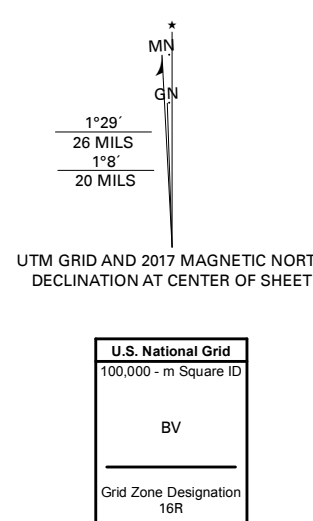 MN
GN
1°29´
26 MILS
1°8´
20 MILS
UTM GRID AND 2017 MAGNETIC NORT
DECLINATION AT CENTER OF SHEET
U.S. National Grid
100,000 - m Square ID
BV
Grid Zone Designation
16R